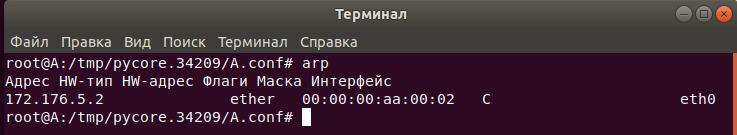 Терминал
Файл Правка Вид Поиск Терминал Справка
root@A:/tmp/pycore.34209/A.conf# arp
Адрес HW-тип HW-адрес Флаги Маска Интерфейс
172.176.5.2 ether 00:00:00:aa:00:02 C eth0
root@A:/tmp/pycore.34209/A.conf#